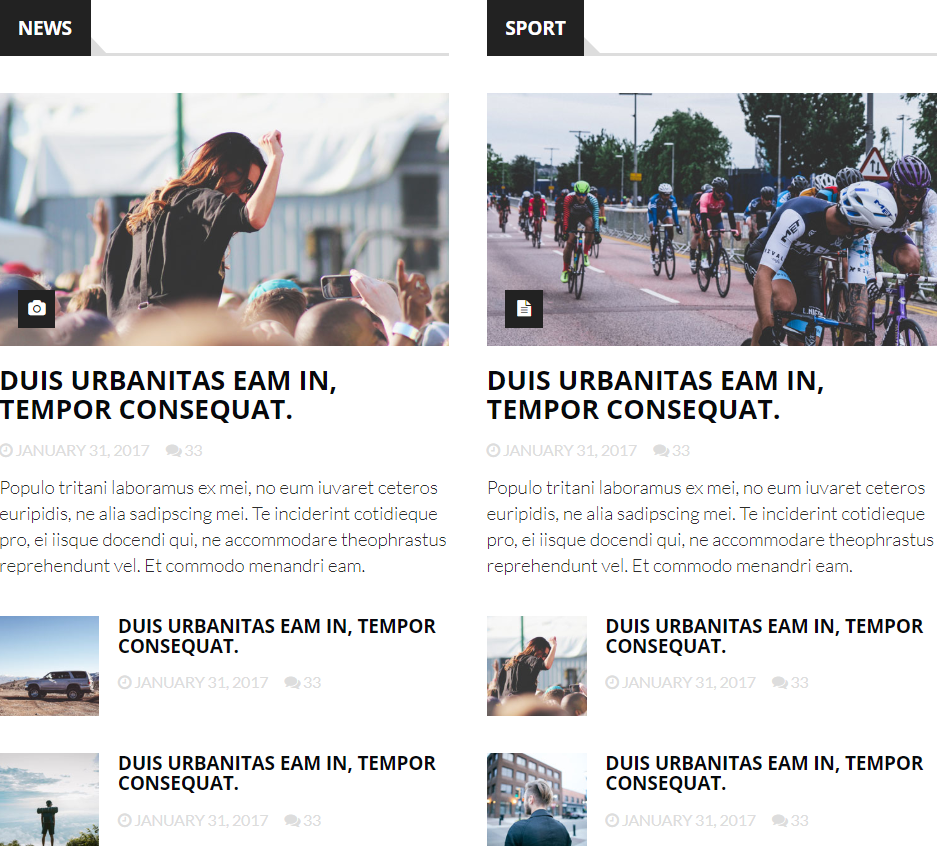 NEWS
DUIS URBANITAS EAM IN,
TEMPOR CONSEQUAT.
JANUARY 31, 2017 33
Populo tritani laboramus ex mei, no eum iuvaret ceteros
euripidis, ne alia sadipscing mei. Te inciderint cotidieque
pro, ei iisque docendi qui, ne accommodare theophrastus
reprehendunt vel. Et commodo menandri eam.
DUIS URBANITAS EAM IN, TEMPOR
CONSEQUAT.
JANUARY 31, 2017 33
DUIS URBANITAS EAM IN, TEMPOR
CONSEQUAT.
JANUARY 31, 2017 33
SPORT
DUIS URBANITAS EAM IN,
TEMPOR CONSEQUAT.
JANUARY 31, 2017 33
Populo tritani laboramus ex mei, no eum iuvaret ceteros
euripidis, ne alia sadipscing mei. Te inciderint cotidieque
pro, ei iisque docendi qui, ne accommodare theophrastus
reprehendunt vel. Et commodo menandri eam.
DUIS URBANITAS EAM IN, TEMPOR
CONSEQUAT.
JANUARY 31, 2017 33
DUIS URBANITAS EAM IN, TEMPOR
CONSEQUAT.
JANUARY 31, 2017 33